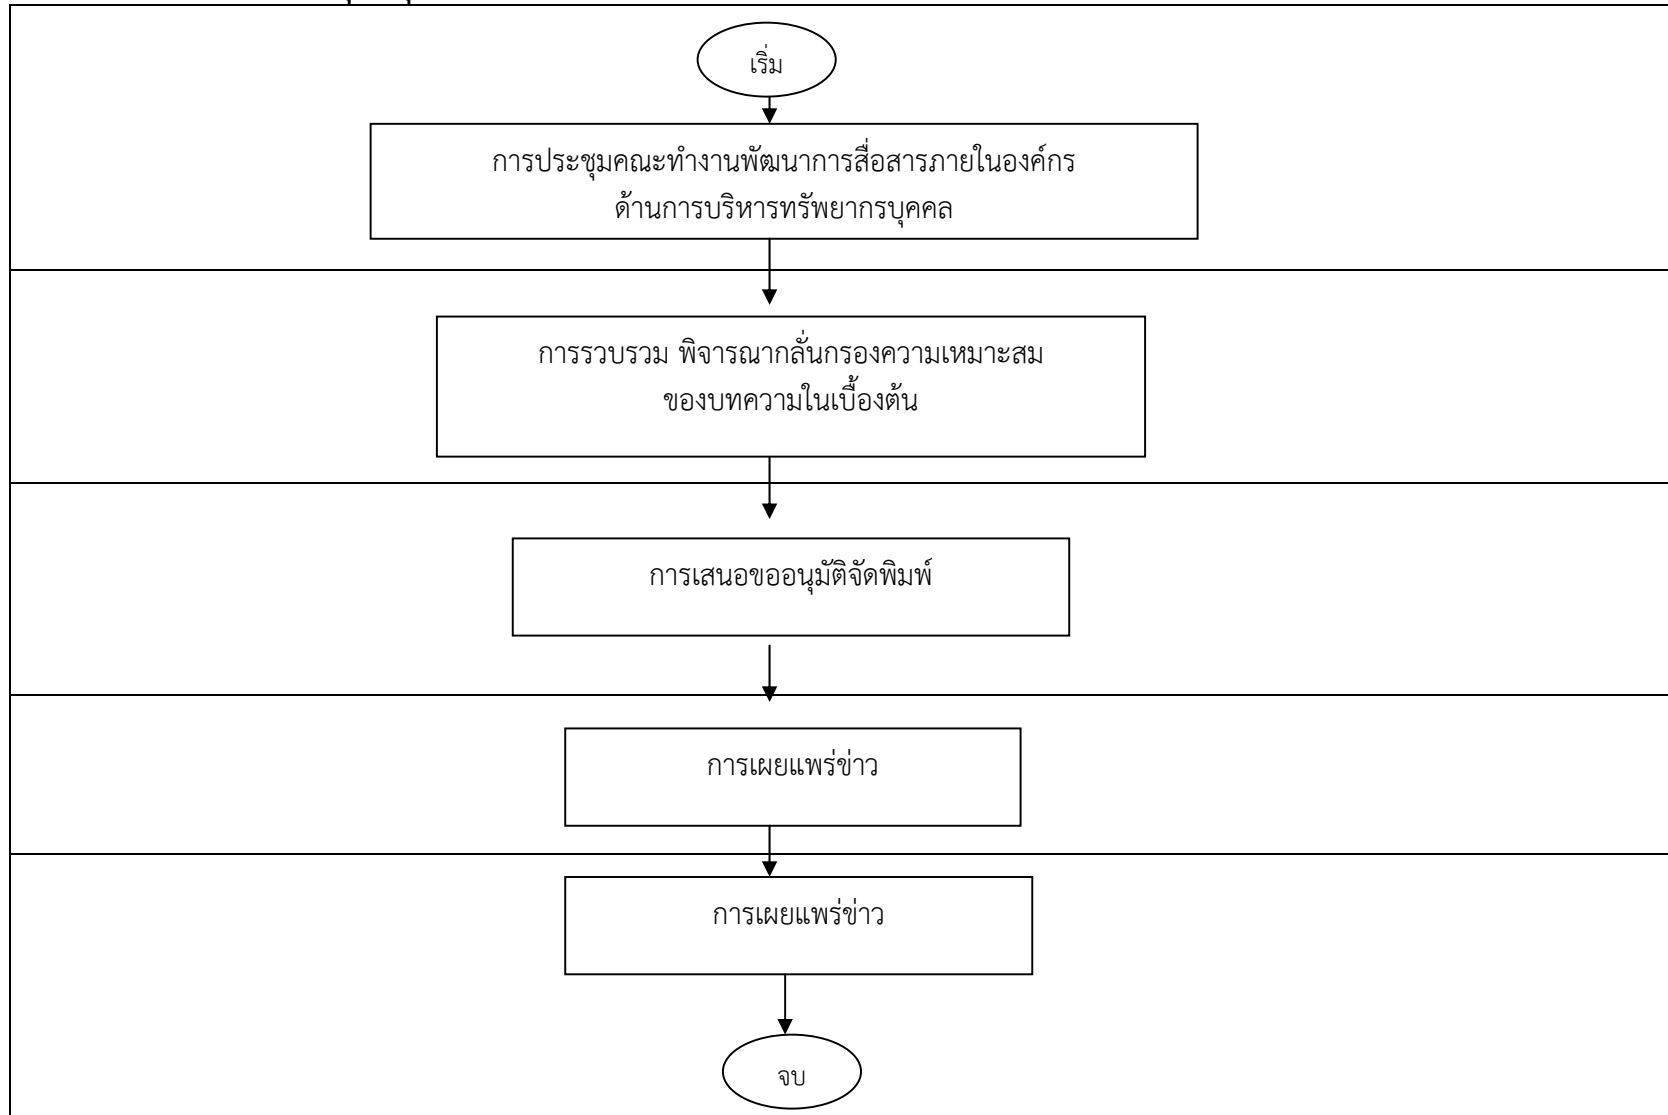 เริ่ม
การประชุมคณะทำงานพัฒนาการสื่อสารภายในองค์กร
ด้านการบริหารทรัพยากรบุคคล
การรวบรวม พิจารณากลั่นกรองความเหมาะสม
ของบทความในเบื้องต้น
การเสนอขออนุมัติจัดพิมพ์
การเผยแพร่ข่าว
การเผยแพร่ข่าว
จบ